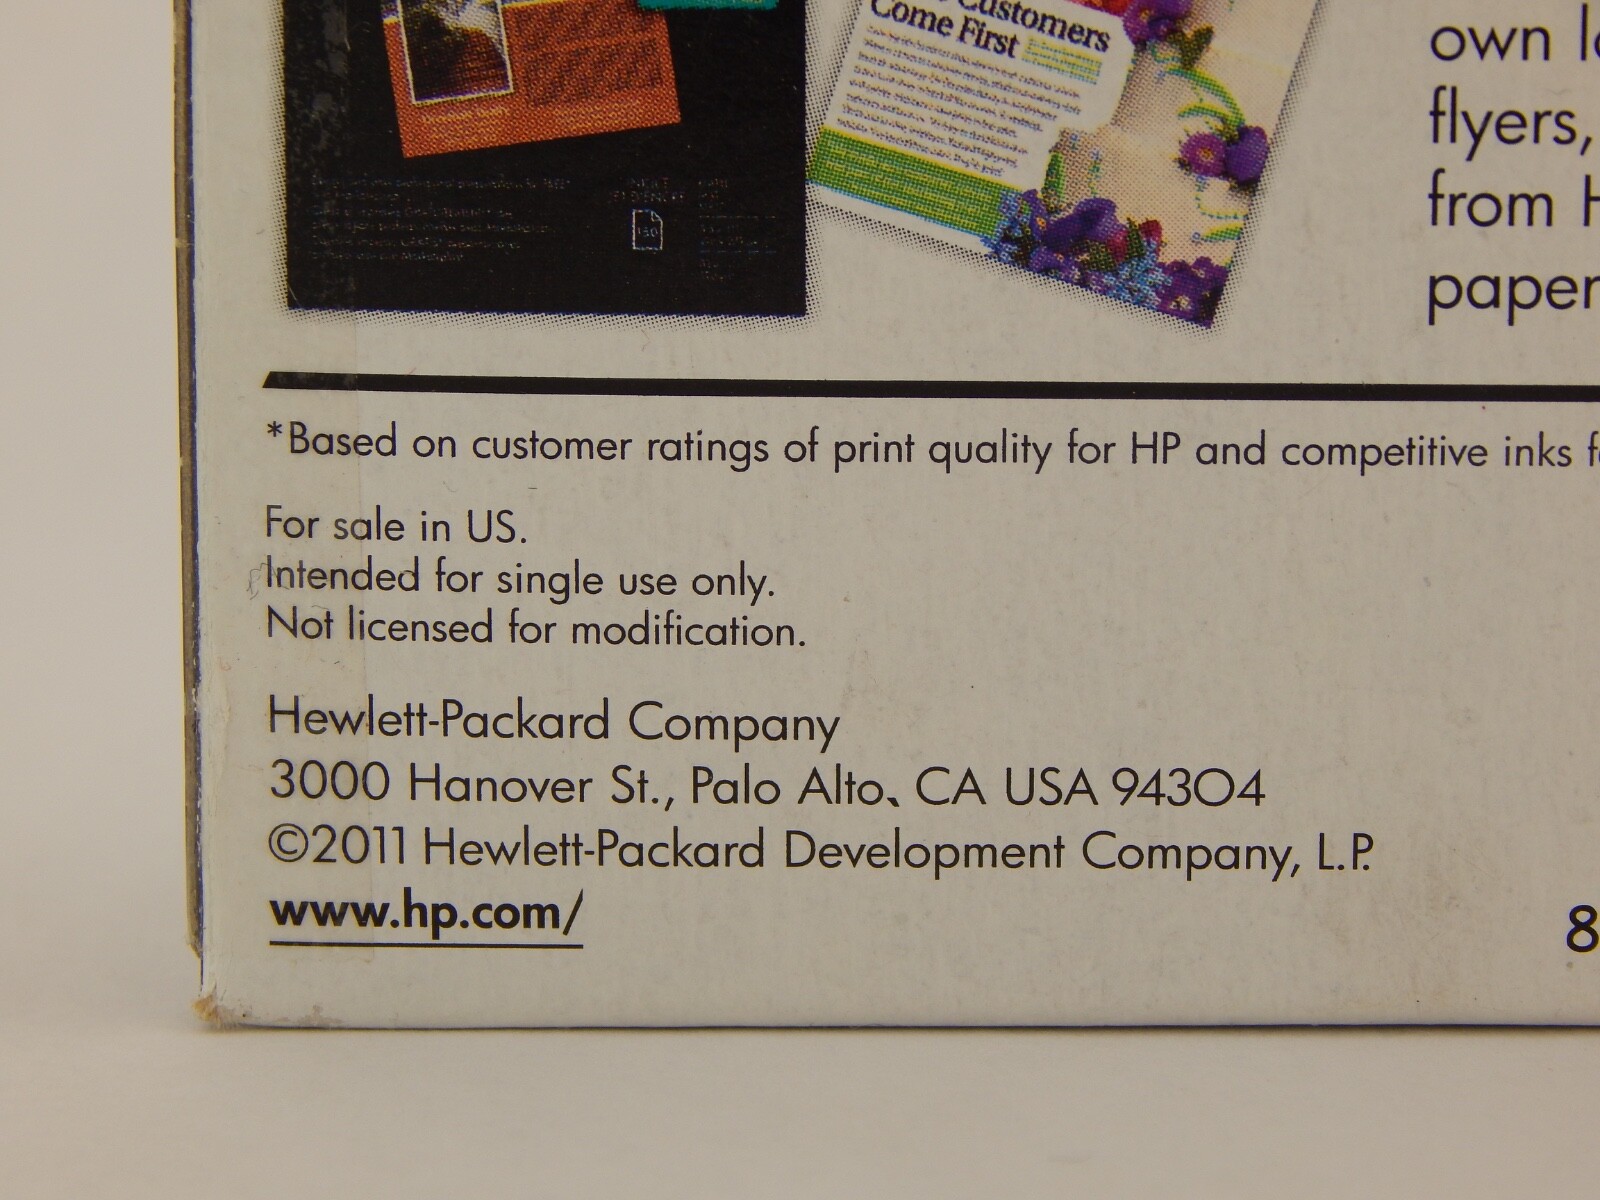 Customers
Come First
150
own
flyers,
from
paper
*Based on customer ratings of print quality for HP and competitive inks
For sale in US.
Intended for single use only.
Not licensed for modification.
Hewlett-Packard Company
3000 Hanover St., Palo Alto, CA USA 94304
©2011 Hewlett-Packard Development Company, L.P.
www.hp.com/
8